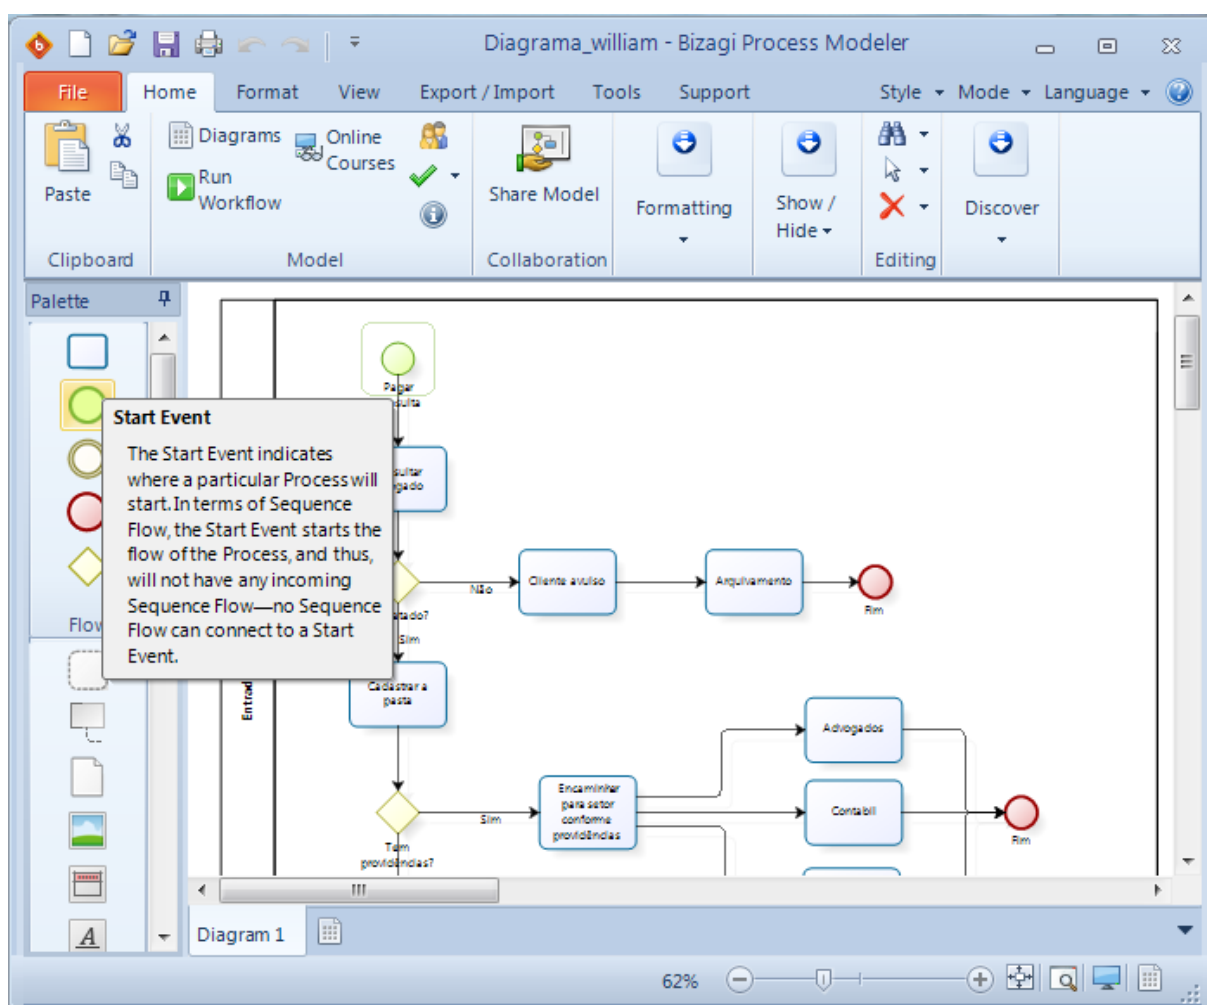 Diagrama_william - Bizagi Process Modeler
File Home Format View Export / Import Tools Support Style Mode Language
Paste
Diagrams
Run
Workflow
Online
Courses
Share Model
Formatting
Show /
Hide
Discover
Clipboard Model Collaboration Editing
Palette
Start Event
The Start Event indicates
where a particular Process will
start. In terms of Sequence
Flow, the Start Event starts the
flow of the Process, and thus,
will not have any incoming
Sequence Flow—no Sequence
Flow can connect to a Start
Event.
Pagar
Não
Cliente avulso
Arquivamento
Fim
Sim
Cadastrar a
pasta
Tem
providências?
Sim
Encaminhar
para setor
conforme
providências
Advogados
Contabil
Fim
Diagram 1
62%